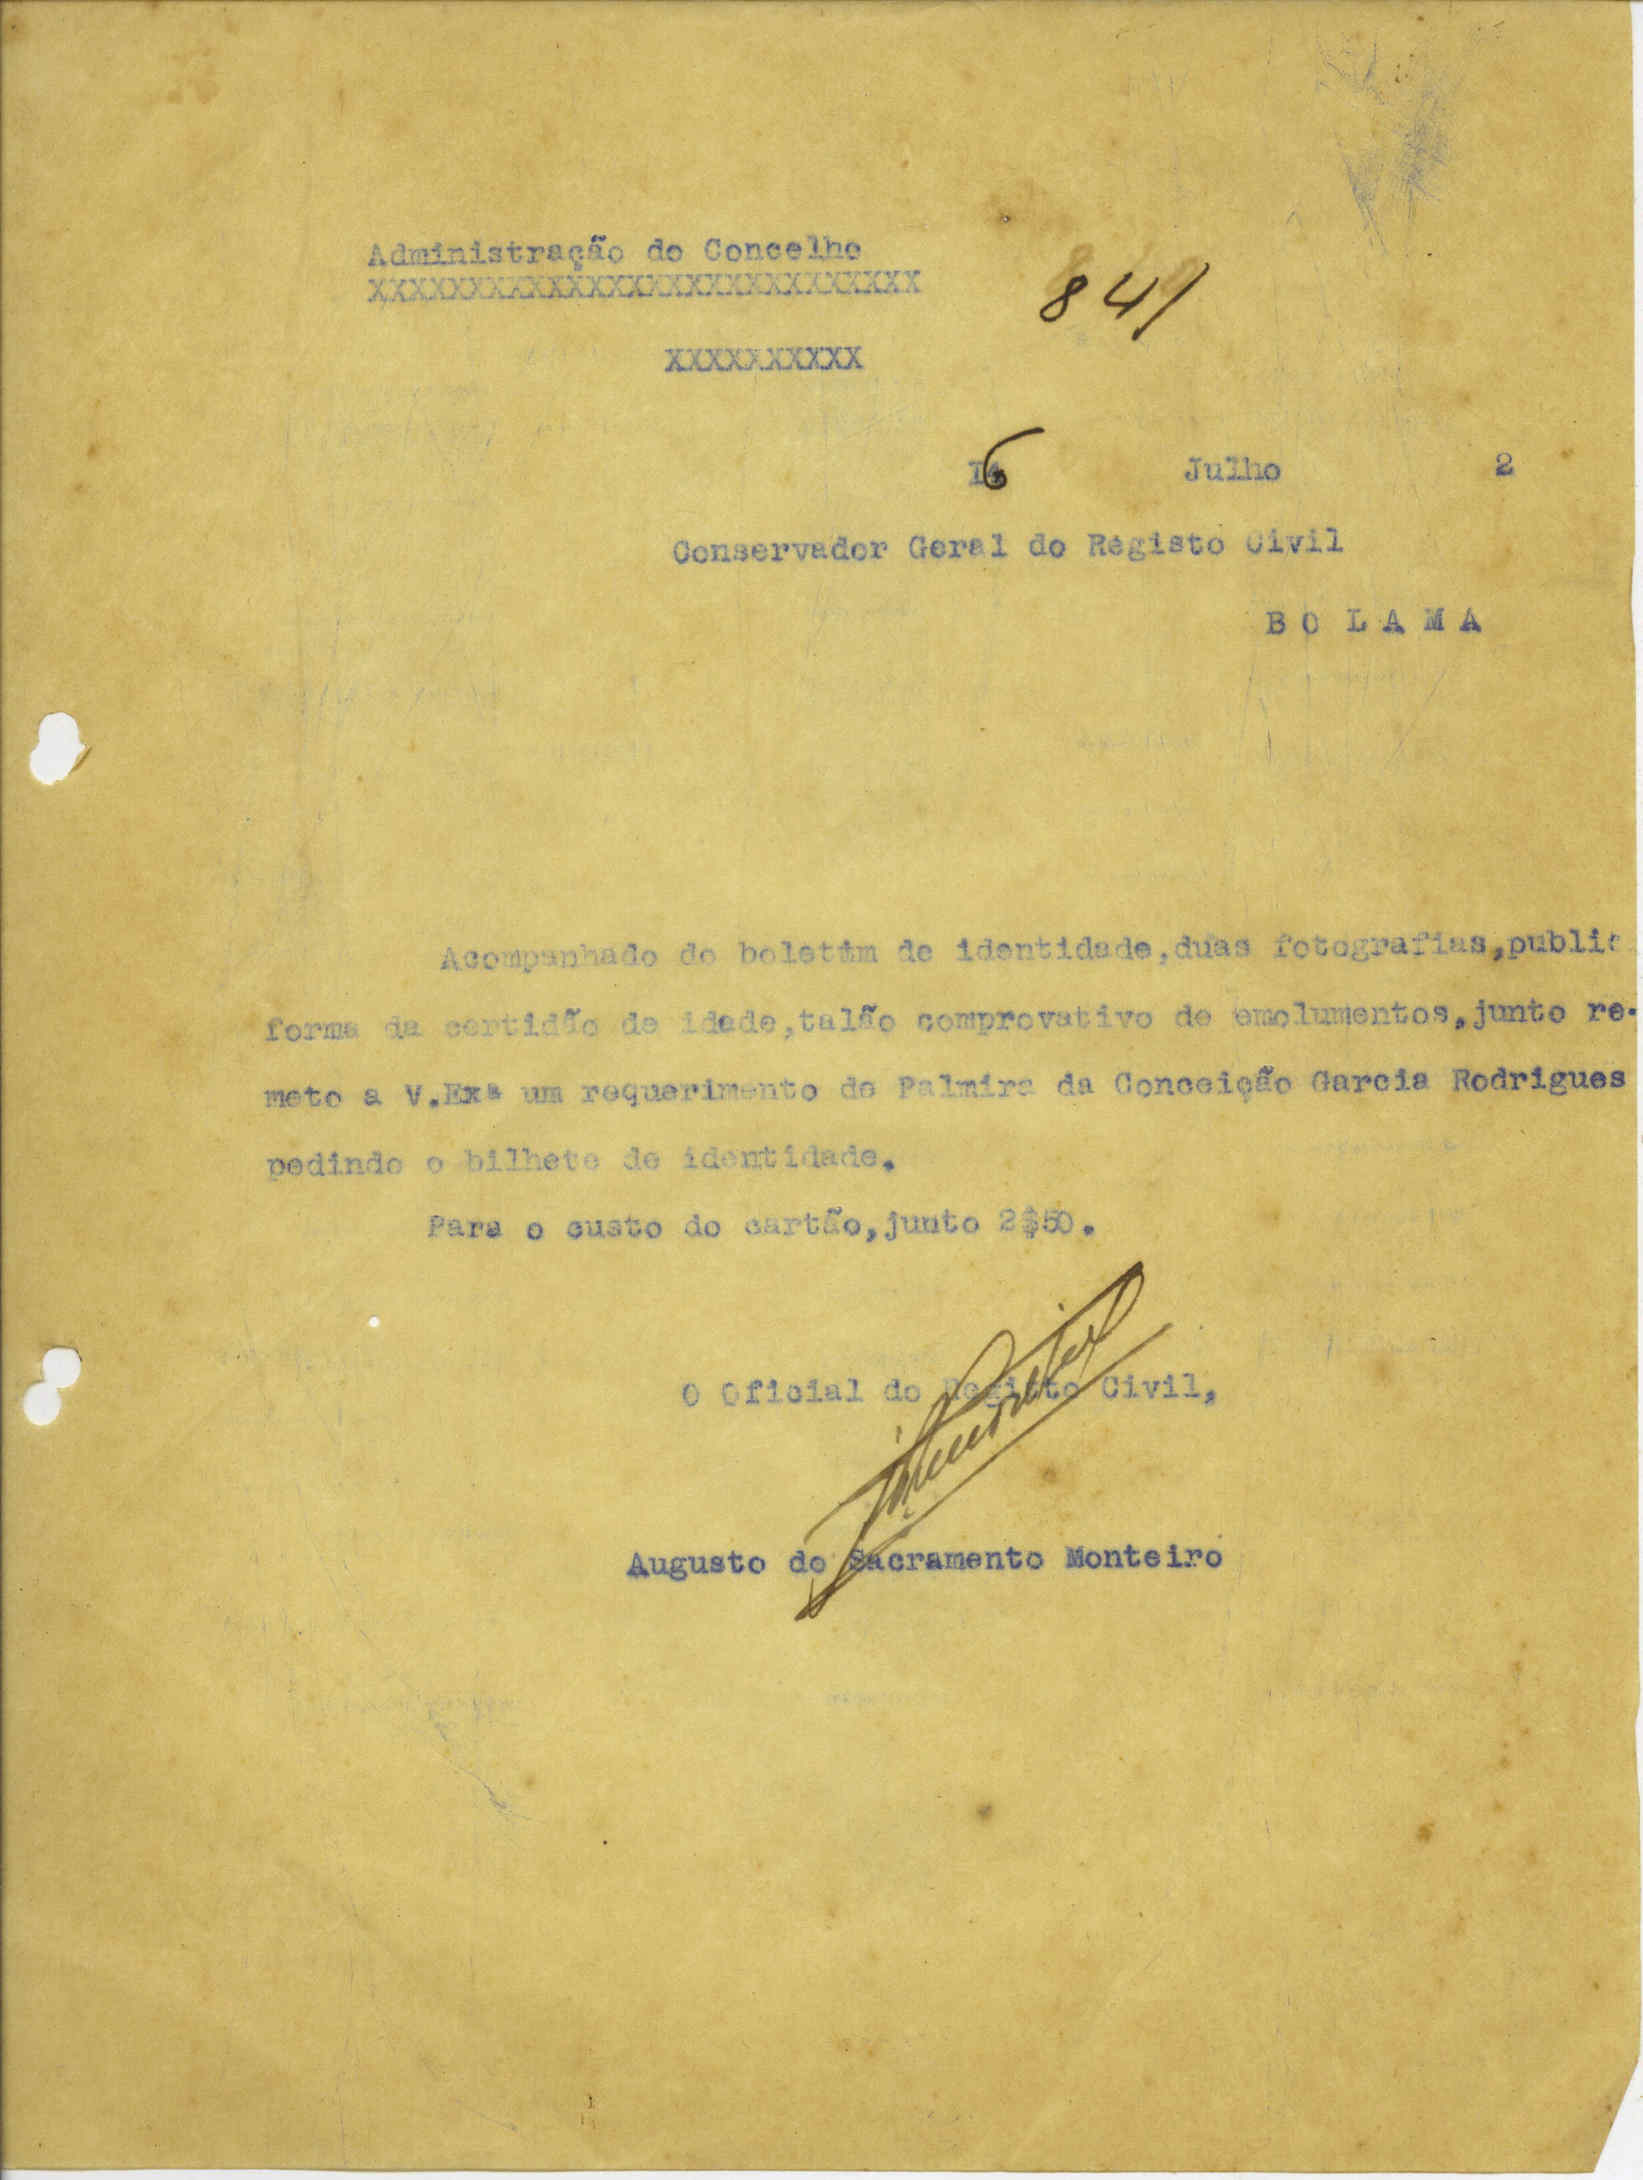 Administração do Concelho
XXXXXXXXXXXXXXXXXXXXXXXXXXXX
841
XXXXXXXXXX
16 Julho 2
Conservador Geral do Registo Civil
B O L A M A
Acompanhado do boletim de identidade,duas fotografias,public
forma da certidão de idade,talão comprovativo de emolumentos,junto re-
meto a V.Exª um requerimento de Palmira da Conceição Garcia Rodrigues
pedindo o bilhete de identidade.
Para o custo do cartão,junto 2$50.
O Oficial do Registo Civil,
Augusto do Sacramento Monteiro